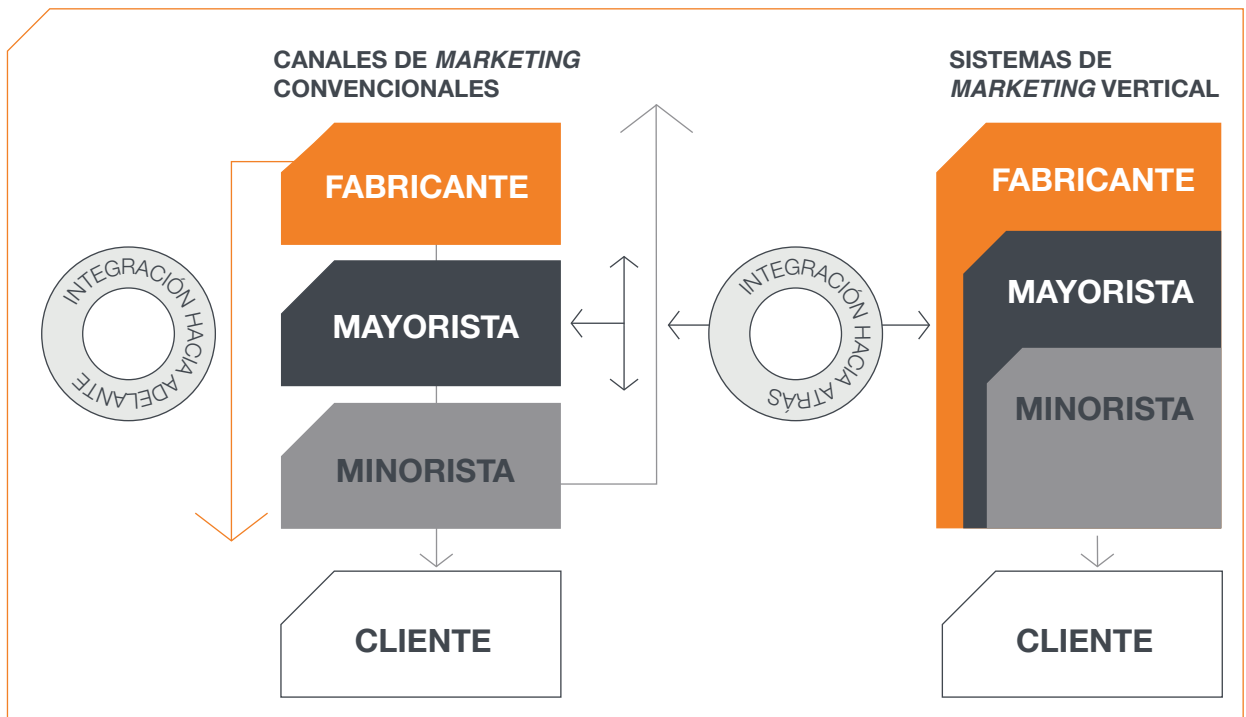 CANALES DE MARKETING
CONVENCIONALES
FABRICANTE
MAYORISTA
MINORISTA
CLIENTE
INTEGRACIÓN HACIA ADELANTE
INTEGRACIÓN HACIA ATRÁS
SISTEMAS DE
MARKETING VERTICAL
FABRICANTE
MAYORISTA
MINORISTA
CLIENTE